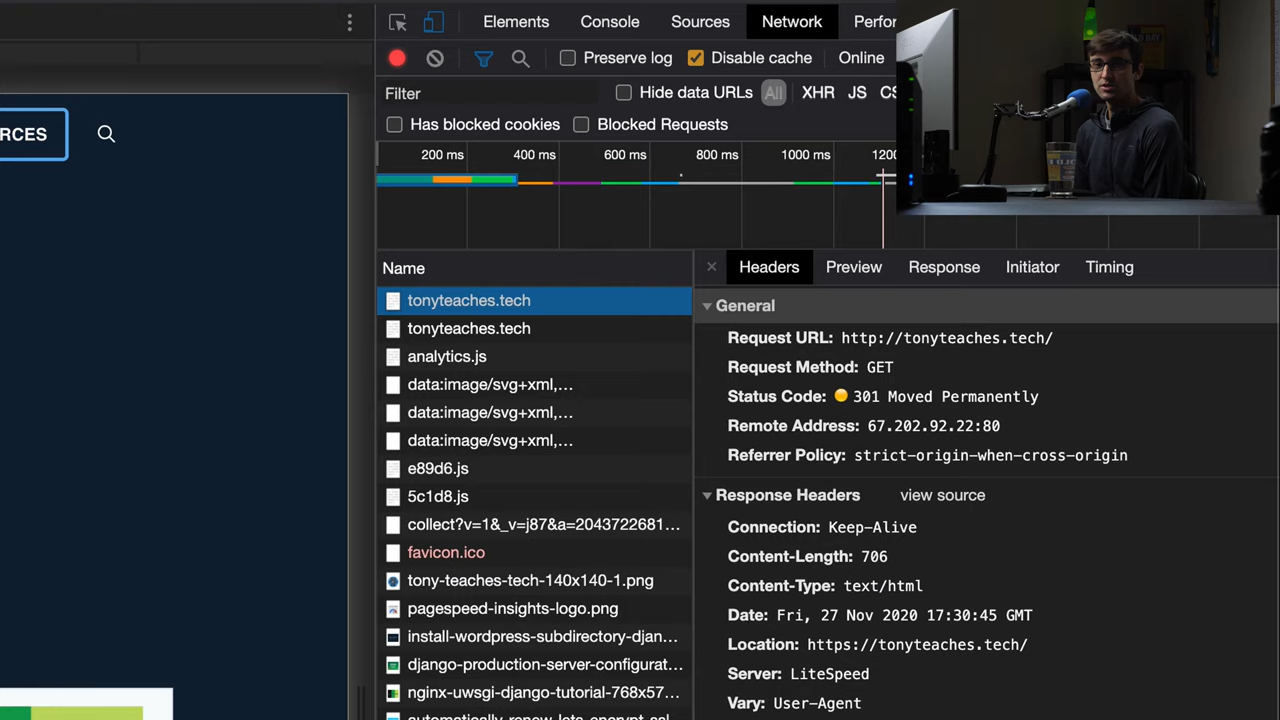 Elements Console Sources Network Perfor
Preserve log Disable cache Online
Filter Hide data URLs All XHR JS CS
Has blocked cookies Blocked Requests
200 ms 400 ms 600 ms 800 ms 1000 ms 1200
RCES
Name
Headers Preview Response Initiator Timing
tonyteaches.tech
tonyteaches.tech
analytics.js
data:image/svg+xml,…
data:image/svg+xml,…
data:image/svg+xml,…
e89d6.js
5c1d8.js
collect?v=1&_v=j87&a=2043722681…
favicon.ico
tony-teaches-tech-140x140-1.png
pagespeed-insights-logo.png
install-wordpress-subdirectory-djan…
django-production-server-configurat…
nginx-uwsgi-django-tutorial-768x57…
automatically-renew-lets-encrypt-ssl
General
Request URL: http://tonyteaches.tech/
Request Method: GET
Status Code: 301 Moved Permanently
Remote Address: 67.202.92.22:80
Referrer Policy: strict-origin-when-cross-origin
Response Headers view source
Connection: Keep-Alive
Content-Length: 706
Content-Type: text/html
Date: Fri, 27 Nov 2020 17:30:45 GMT
Location: https://tonyteaches.tech/
Server: LiteSpeed
Vary: User-Agent